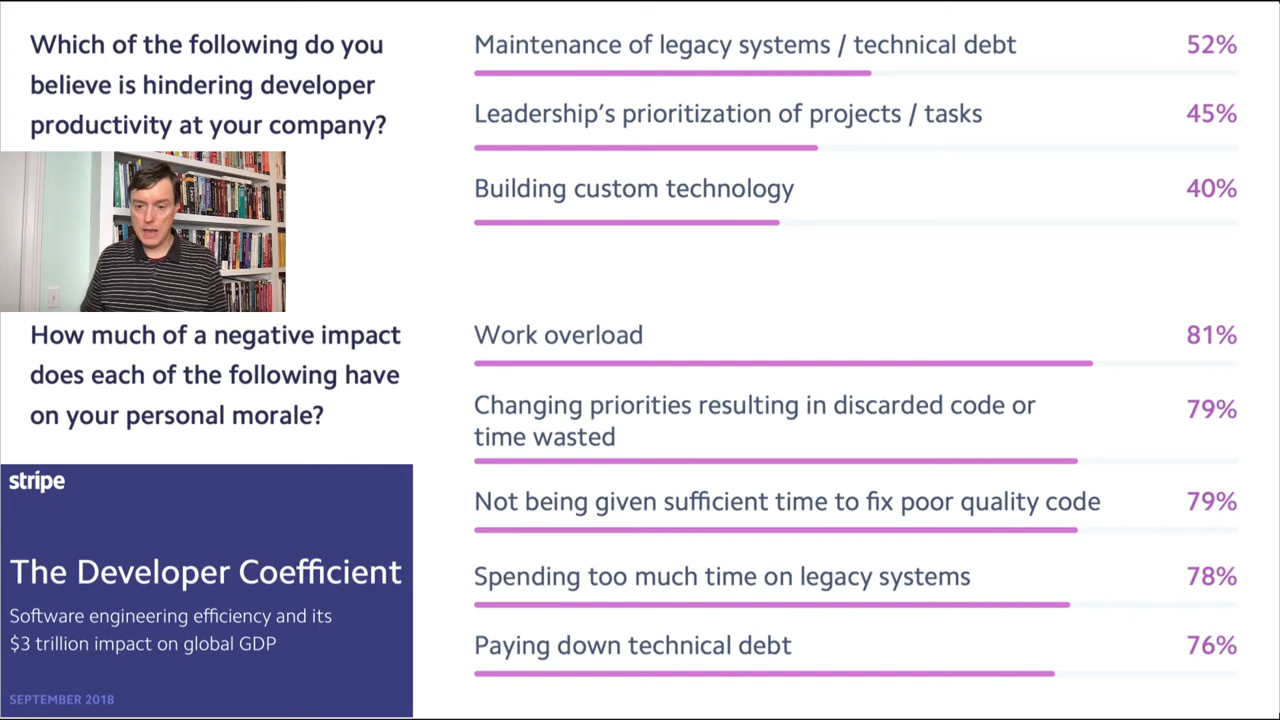 Which of the following do you
believe is hindering developer
productivity at your company?
Maintenance of legacy systems / technical debt 52%
Leadership’s prioritization of projects / tasks 45%
Building custom technology 40%
How much of a negative impact
does each of the following have
on your personal morale?
Work overload 81%
Changing priorities resulting in discarded code or 79%
time wasted
Not being given sufficient time to fix poor quality code 79%
Spending too much time on legacy systems 78%
Paying down technical debt 76%
stripe
The Developer Coefficient
Software engineering efficiency and its
$3 trillion impact on global GDP
SEPTEMBER 2018